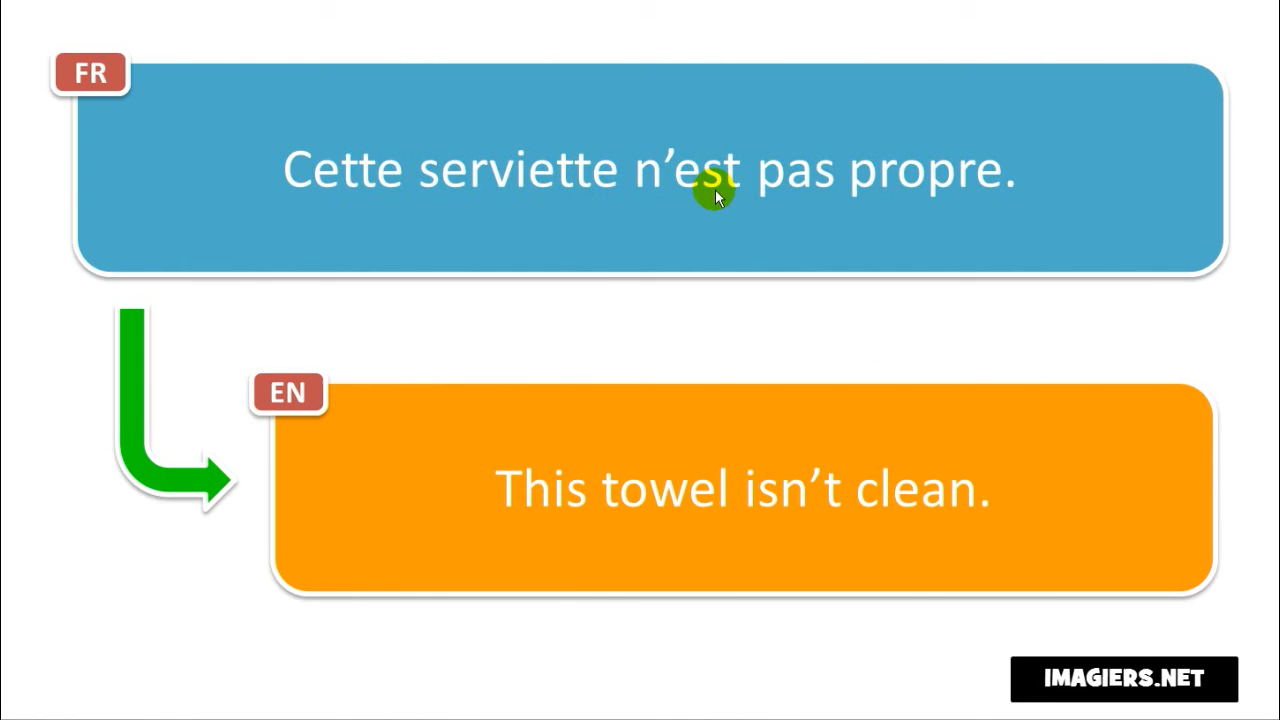 FR
Cette serviette n’est pas propre.
EN
This towel isn’t clean.
IMAGIERS.NET